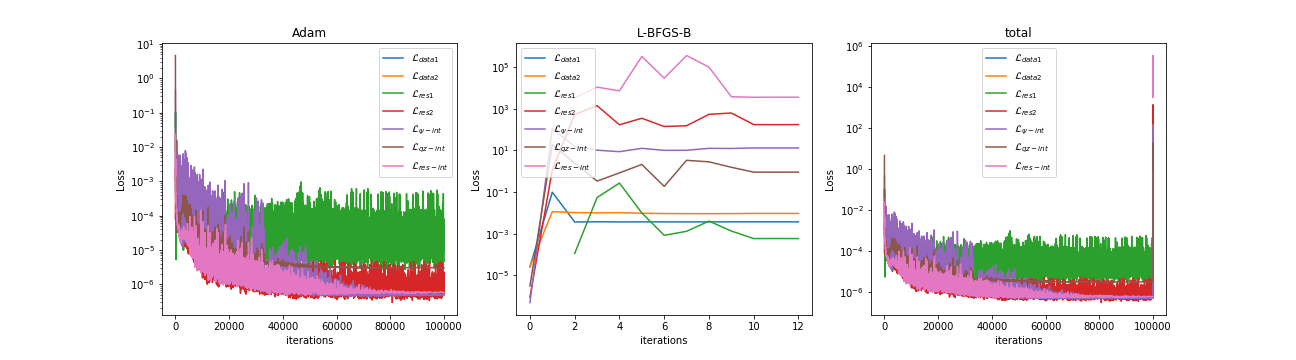 Adam
Loss
10¹
10⁰
10⁻¹
10⁻²
10⁻³
10⁻⁴
10⁻⁵
10⁻⁶
0 20000 40000 60000 80000 100000
iterations
ℒdata1
ℒdata2
ℒres1
ℒres2
ℒΨ−int
ℒqz−int
ℒres−int
L-BFGS-B
Loss
10⁵
10³
10¹
10⁻¹
10⁻³
10⁻⁵
0 2 4 6 8 10 12
iterations
ℒdata1
ℒdata2
ℒres1
ℒres2
ℒΨ−int
ℒqz−int
ℒres−int
total
Loss
10⁶
10⁴
10²
10⁰
10⁻²
10⁻⁴
10⁻⁶
0 20000 40000 60000 80000 100000
iterations
ℒdata1
ℒdata2
ℒres1
ℒres2
ℒΨ−int
ℒqz−int
ℒres−int